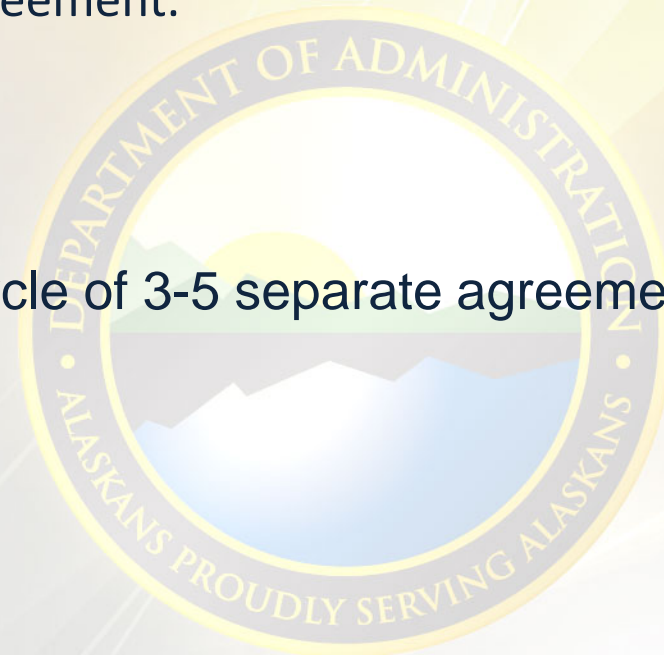 eement.
DEPARTMENT OF ADMINISTRATION
cle of 3-5 separate agreeme
• ALASKANS PROUDLY SERVING ALASKANS •